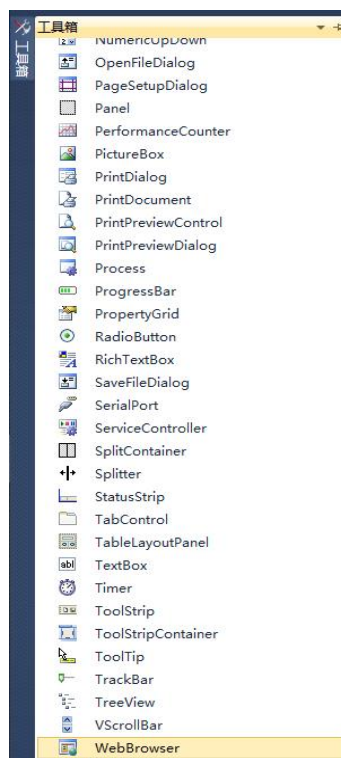 工具箱
工具箱
NumericUpDown
OpenFileDialog
PageSetupDialog
Panel
PerformanceCounter
PictureBox
PrintDialog
PrintDocument
PrintPreviewControl
PrintPreviewDialog
Process
ProgressBar
PropertyGrid
RadioButton
RichTextBox
SaveFileDialog
SerialPort
ServiceController
SplitContainer
Splitter
StatusStrip
TabControl
TableLayoutPanel
abl TextBox
Timer
ToolStrip
ToolStripContainer
ToolTip
TrackBar
TreeView
VScrollBar
WebBrowser